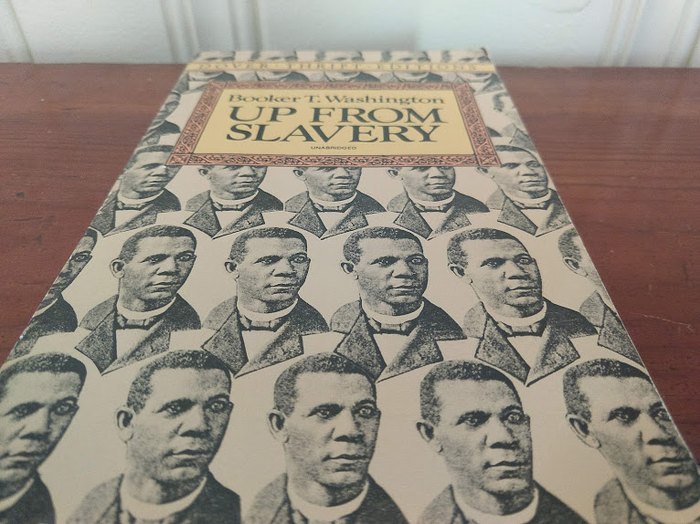 DOVER THRIFT EDITIONS
Booker T. Washington
UP FROM
SLAVERY
UNABRIDGED